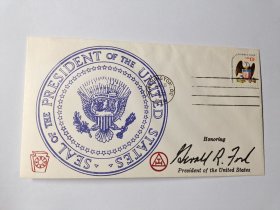 SEAL OF THE PRESIDENT OF THE UNITED STATES
Honoring
Gerald R. Ford
President of the United States